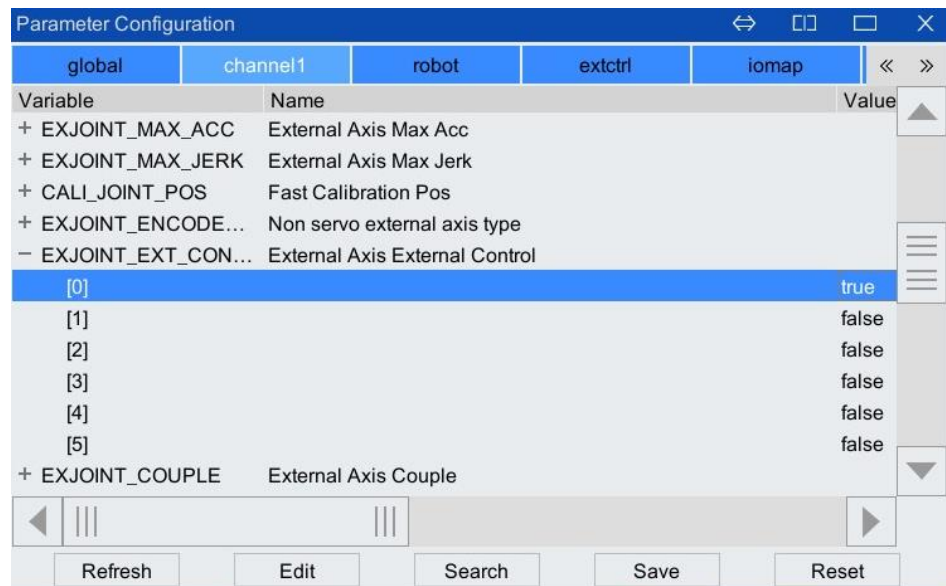 Parameter Configuration
global channel1 robot extctrl iomap
Variable Name Value
+ EXJOINT_MAX_ACC External Axis Max Acc
+ EXJOINT_MAX_JERK External Axis Max Jerk
+ CALI_JOINT_POS Fast Calibration Pos
+ EXJOINT_ENCODE... Non servo external axis type
− EXJOINT_EXT_CON... External Axis External Control
[0] true
[1] false
[2] false
[3] false
[4] false
[5] false
+ EXJOINT_COUPLE External Axis Couple
Refresh Edit Search Save Reset